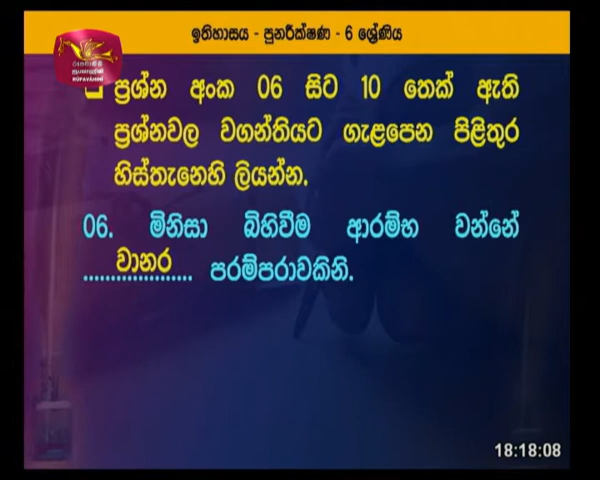 ඉතිහාසය - පුනරීක්ෂණ - 6 ශ්‍රේණිය
ප්‍රශ්න අංක 06 සිට 10 තෙක් ඇති
ප්‍රශ්නවල වගන්තියට ගැළපෙන පිළිතුර
හිස්තැනෙහි ලියන්න.
06. මිනිසා බිහිවීම ආරම්භ වන්නේ
....වානර.... පරම්පරාවකිනි.
18:18:08